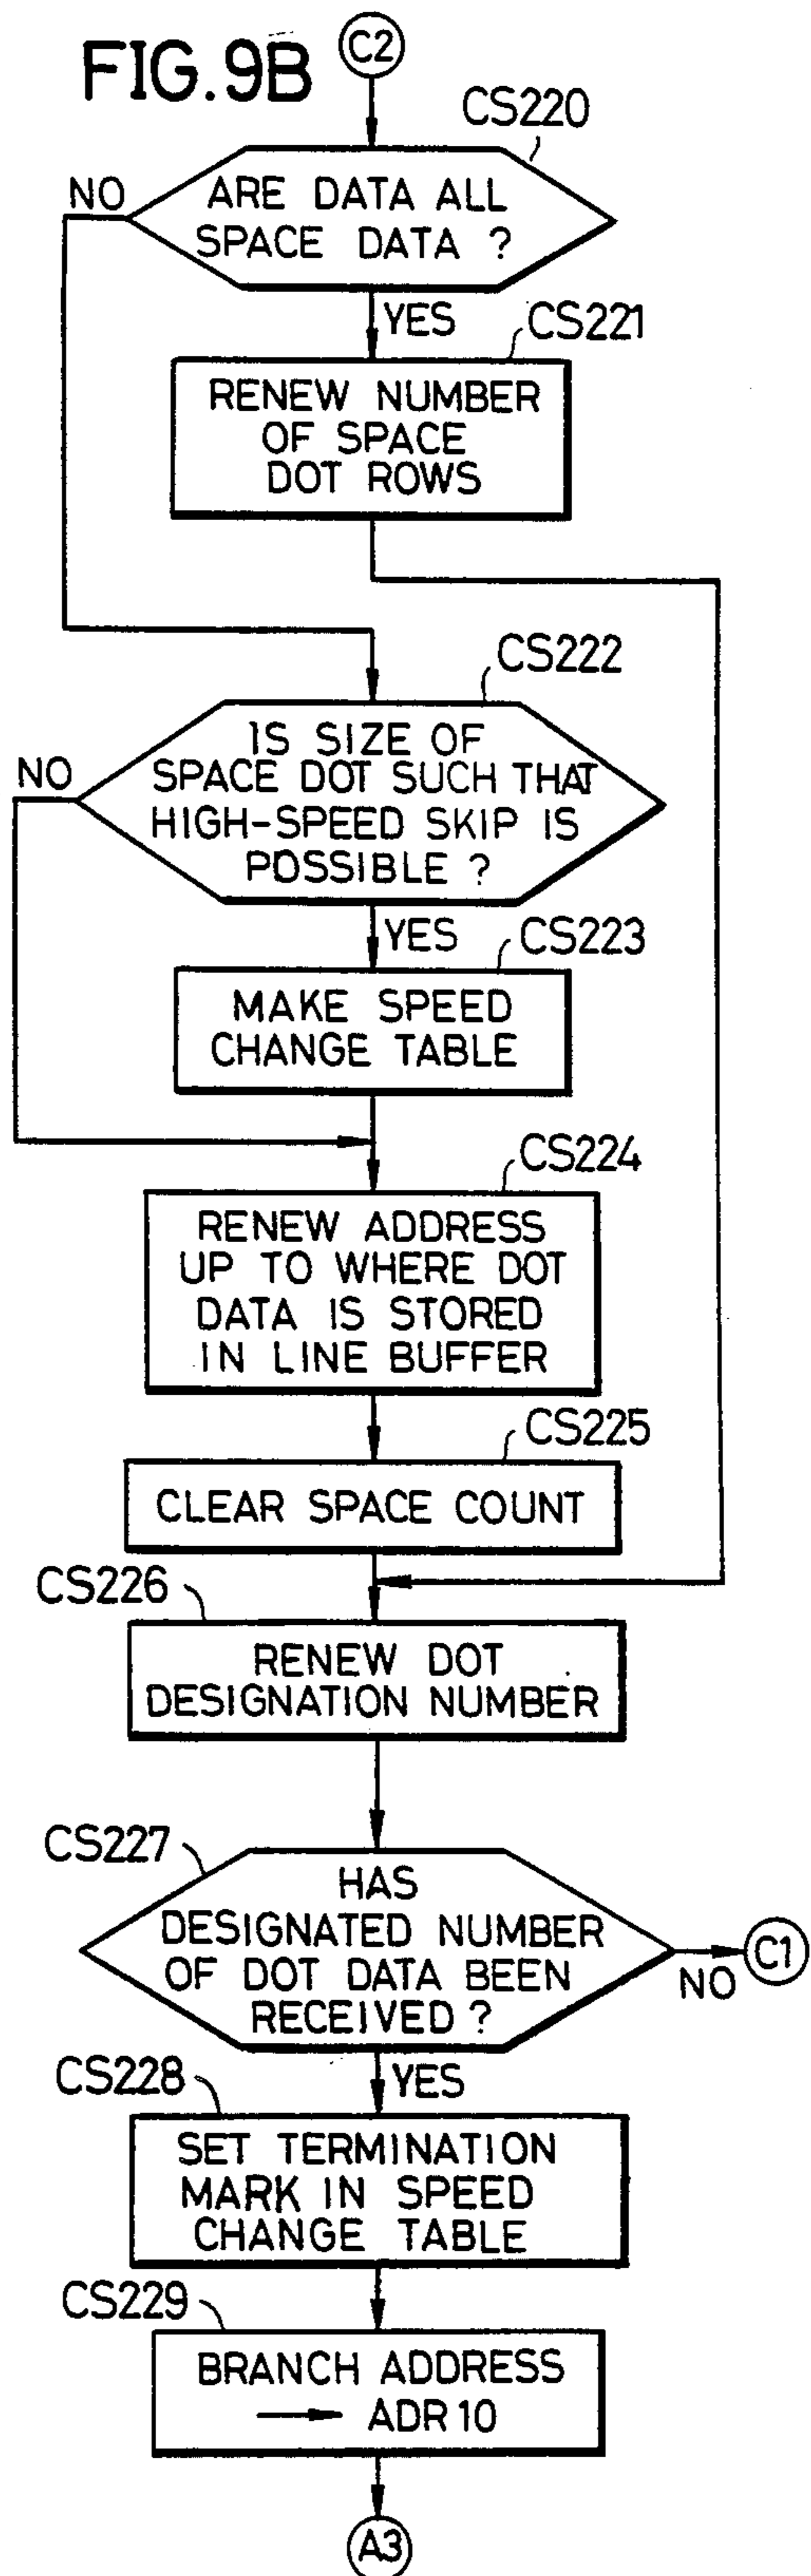 FIG. 9B
C2
CS220
NO
ARE DATA ALL
SPACE DATA ?
YES
CS221
RENEW NUMBER
OF SPACE
DOT ROWS
CS222
NO
IS SIZE OF
SPACE DOT SUCH THAT
HIGH-SPEED SKIP IS
POSSIBLE ?
YES
CS223
MAKE SPEED
CHANGE TABLE
CS224
RENEW ADDRESS
UP TO WHERE DOT
DATA IS STORED
IN LINE BUFFER
CS225
CLEAR SPACE COUNT
CS226
RENEW DOT
DESIGNATION NUMBER
CS227
HAS
DESIGNATED NUMBER
OF DOT DATA BEEN
RECEIVED ?
NO
C1
YES
CS228
SET TERMINATION
MARK IN SPEED
CHANGE TABLE
CS229
BRANCH ADDRESS
→ ADR 10
A3